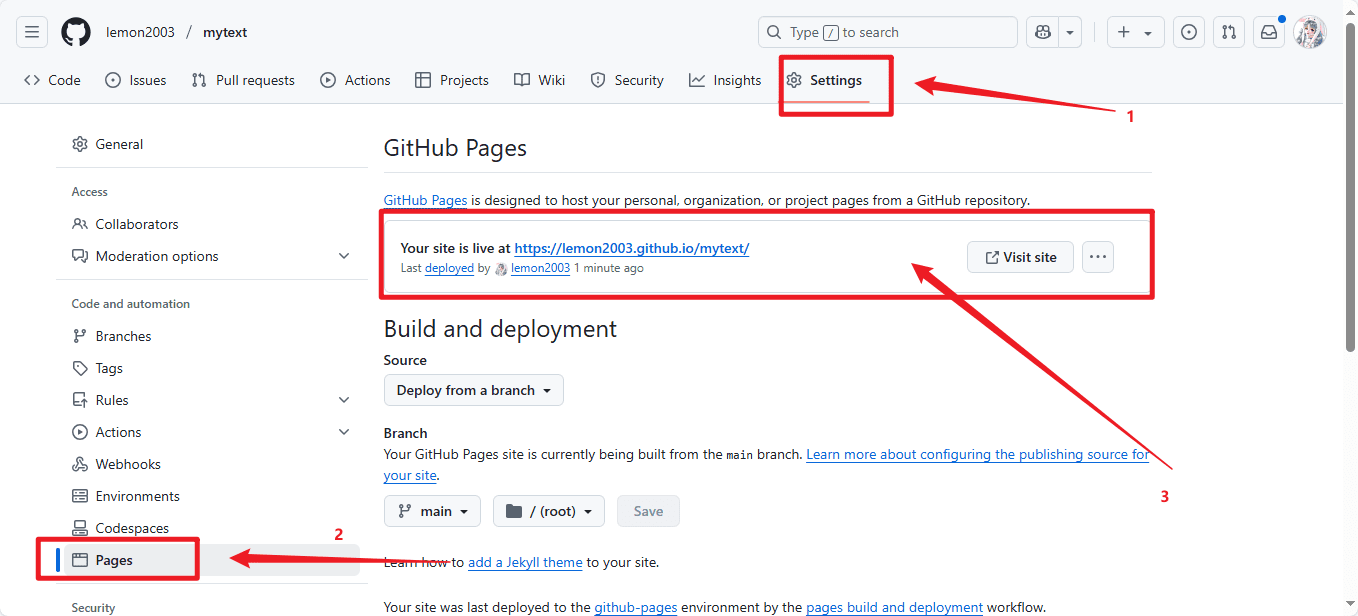 lemon2003 / mytext
Type / to search
Code Issues Pull requests Actions Projects Wiki Security Insights Settings
1
General
Access
Collaborators
Moderation options
Code and automation
Branches
Tags
Rules
Actions
Webhooks
Environments
Codespaces
2
Pages
Security
GitHub Pages
GitHub Pages is designed to host your personal, organization, or project pages from a GitHub repository.
Your site is live at https://lemon2003.github.io/mytext/
Last deployed by lemon2003 1 minute ago
Visit site
Build and deployment
Source
Deploy from a branch
Branch
Your GitHub Pages site is currently being built from the main branch. Learn more about configuring the publishing source for
your site.
3
main / (root) Save
Learn how to add a Jekyll theme to your site.
Your site was last deployed to the github-pages environment by the pages build and deployment workflow.